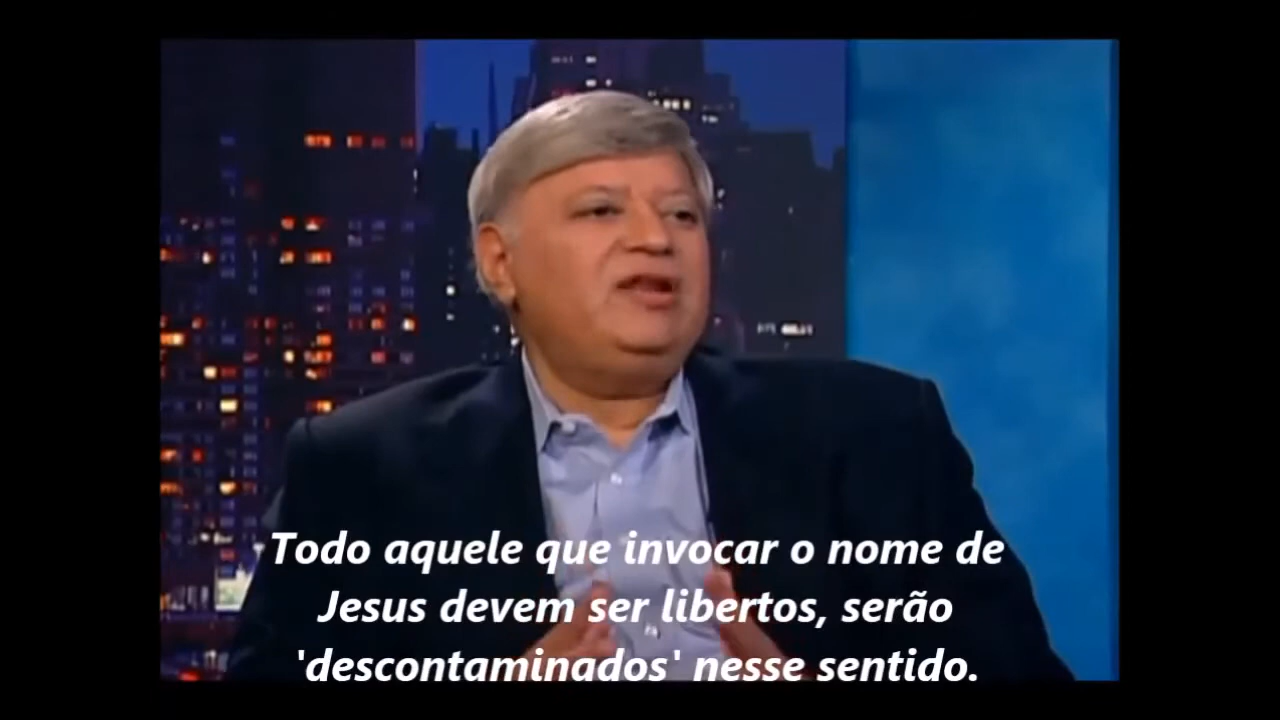 Todo aquele que invocar o nome de
Jesus devem ser libertos, serão
'descontaminados' nesse sentido.